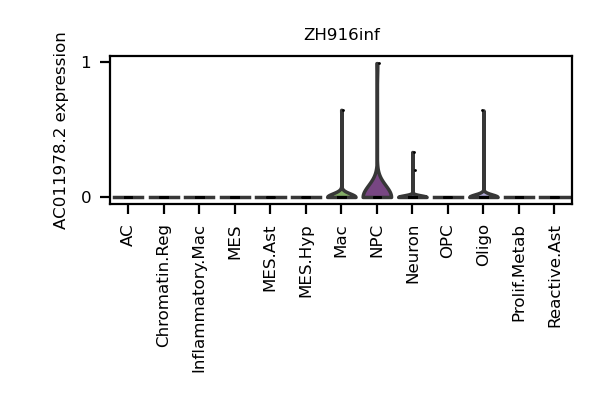 ZH916inf
AC011978.2 expression
1
0
AC
Chromatin.Reg
Inflammatory.Mac
MES
MES.Ast
MES.Hyp
Mac
NPC
Neuron
OPC
Oligo
Prolif.Metab
Reactive.Ast